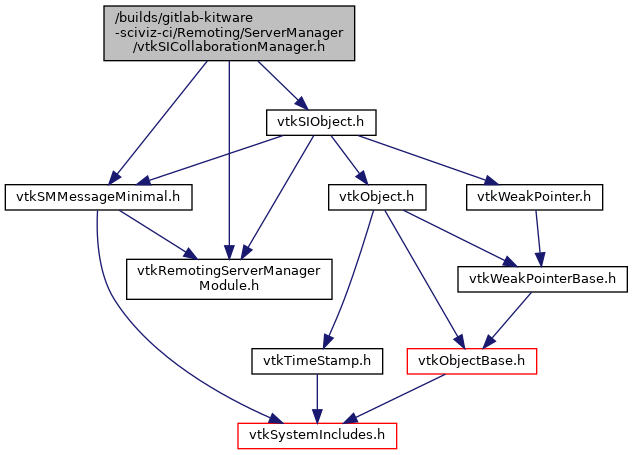 /builds/gitlab-kitware
-sciviz-ci/Remoting/ServerManager
/vtkSICollaborationManager.h
vtkSIObject.h
vtkSMMessageMinimal.h
vtkObject.h
vtkWeakPointer.h
vtkRemotingServerManager
Module.h
vtkWeakPointerBase.h
vtkTimeStamp.h
vtkObjectBase.h
vtkSystemIncludes.h